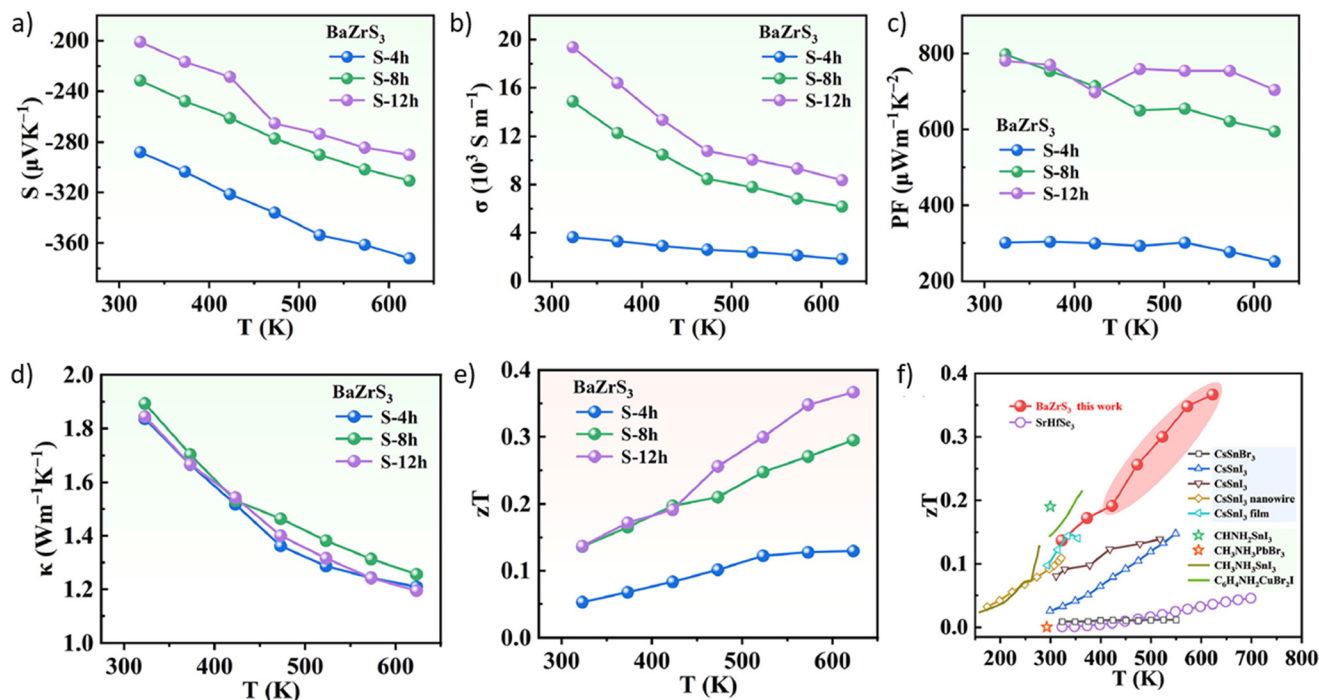 a)
-200
-240
-280
-320
-360
S (μVK⁻¹)
BaZrS₃
S-4h
S-8h
S-12h
300 400 500 600
T (K)
b)
20
16
12
8
4
0
σ (10³ S m⁻¹)
BaZrS₃
S-4h
S-8h
S-12h
300 400 500 600
T (K)
c)
800
600
400
200
PF (μWm⁻¹K⁻²)
BaZrS₃
S-4h
S-8h
S-12h
300 400 500 600
T (K)
d)
2.0
1.8
1.6
1.4
1.2
1.0
κ (Wm⁻¹K⁻¹)
BaZrS₃
S-4h
S-8h
S-12h
300 400 500 600
T (K)
e)
0.4
0.3
0.2
0.1
0.0
zT
BaZrS₃
S-4h
S-8h
S-12h
300 400 500 600
T (K)
f)
0.4
0.2
0.0
zT
BaZrS₃ this work
SrHfSe₃
CsSnBr₃
CsSnI₃
CsSnI₃
CsSnI₃ nanowire
CsSnI₃ film
CHNH₂SnI₃
CH₃NH₃PbBr₃
CH₃NH₃SnI₃
C₆H₄NH₂CuBr₂I
200 300 400 500 600 700 800
T (K)